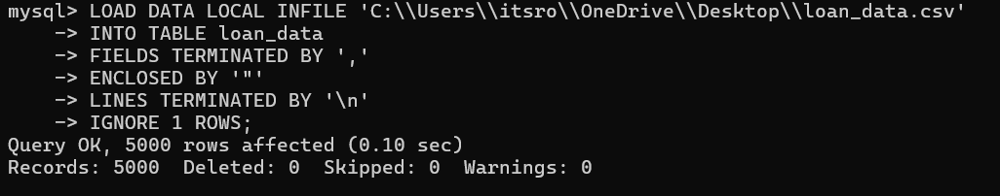 mysql> LOAD DATA LOCAL INFILE 'C:\\Users\\itsro\\OneDrive\\Desktop\\loan_data.csv'
    -> INTO TABLE loan_data
    -> FIELDS TERMINATED BY ','
    -> ENCLOSED BY '"'
    -> LINES TERMINATED BY '\n'
    -> IGNORE 1 ROWS;
Query OK, 5000 rows affected (0.10 sec)
Records: 5000  Deleted: 0  Skipped: 0  Warnings: 0